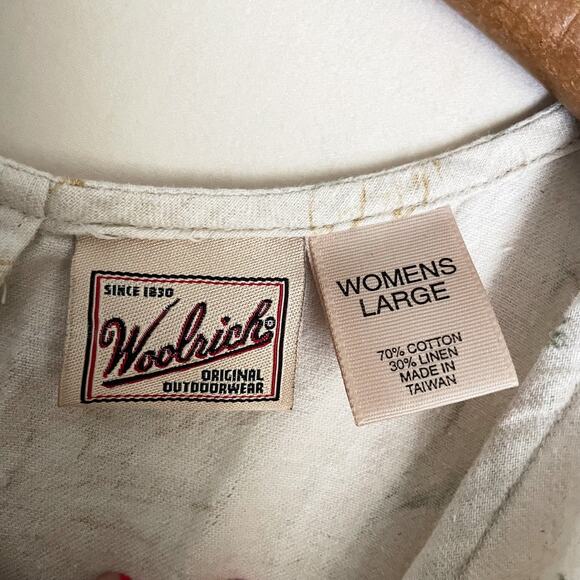 SINCE 1830
Woolrich®
ORIGINAL
OUTDOORWEAR
WOMENS
LARGE
70% COTTON
30% LINEN
MADE IN
TAIWAN